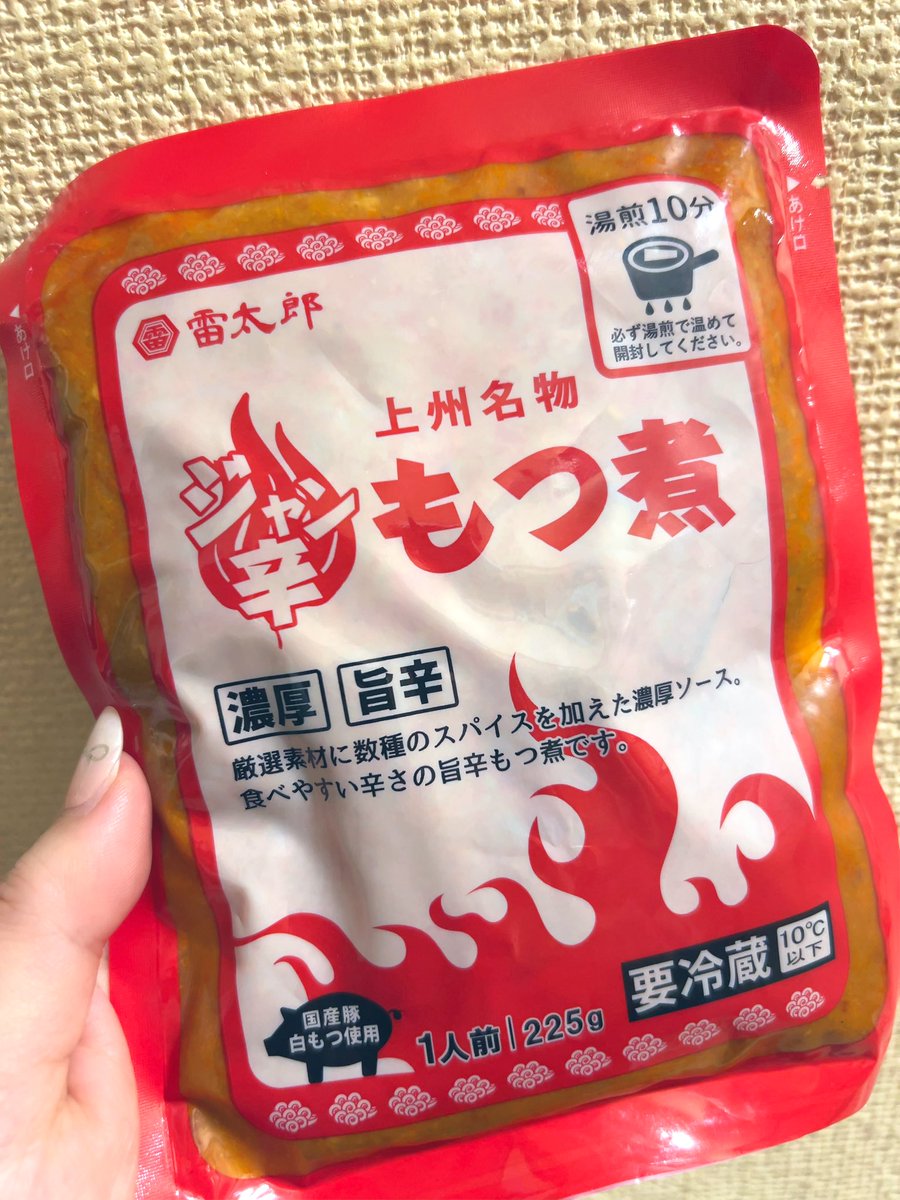 湯煎10分
必ず湯煎で温めて
開封してください。
あけ口
あけ口
雷
雷太郎
上州名物
ジャン辛
もつ煮
濃厚 旨辛
厳選素材に数種のスパイスを加えた濃厚ソース。
食べやすい辛さの旨辛もつ煮です。
要冷蔵 10℃以下
国産豚
白もつ使用
1人前|225g